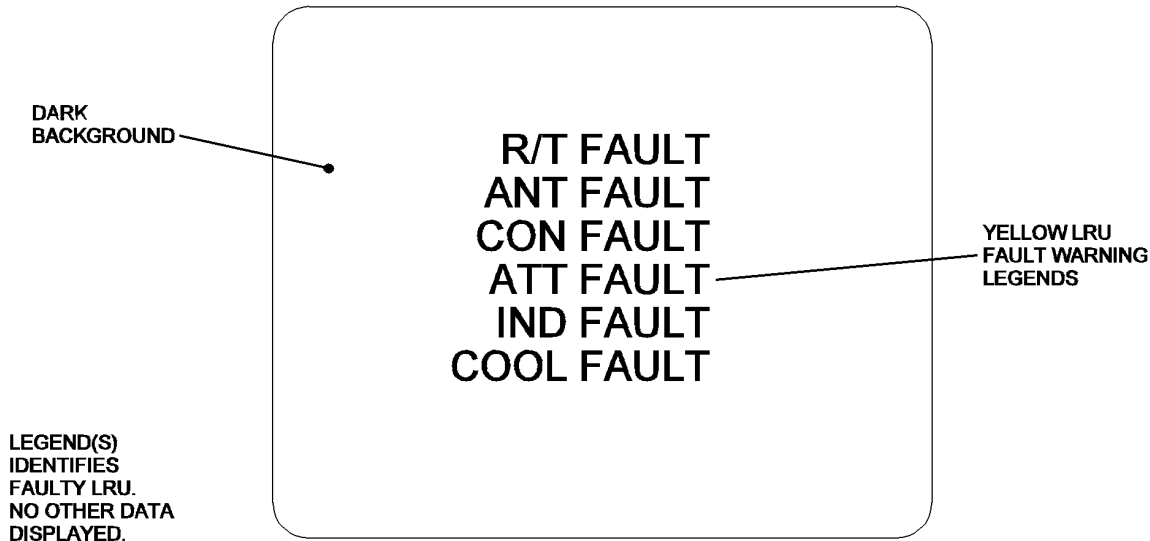 DARK
BACKGROUND
R/T FAULT
ANT FAULT
CON FAULT
ATT FAULT
IND FAULT
COOL FAULT
YELLOW LRU
FAULT WARNING
LEGENDS
LEGEND(S)
IDENTIFIES
FAULTY LRU.
NO OTHER DATA
DISPLAYED.